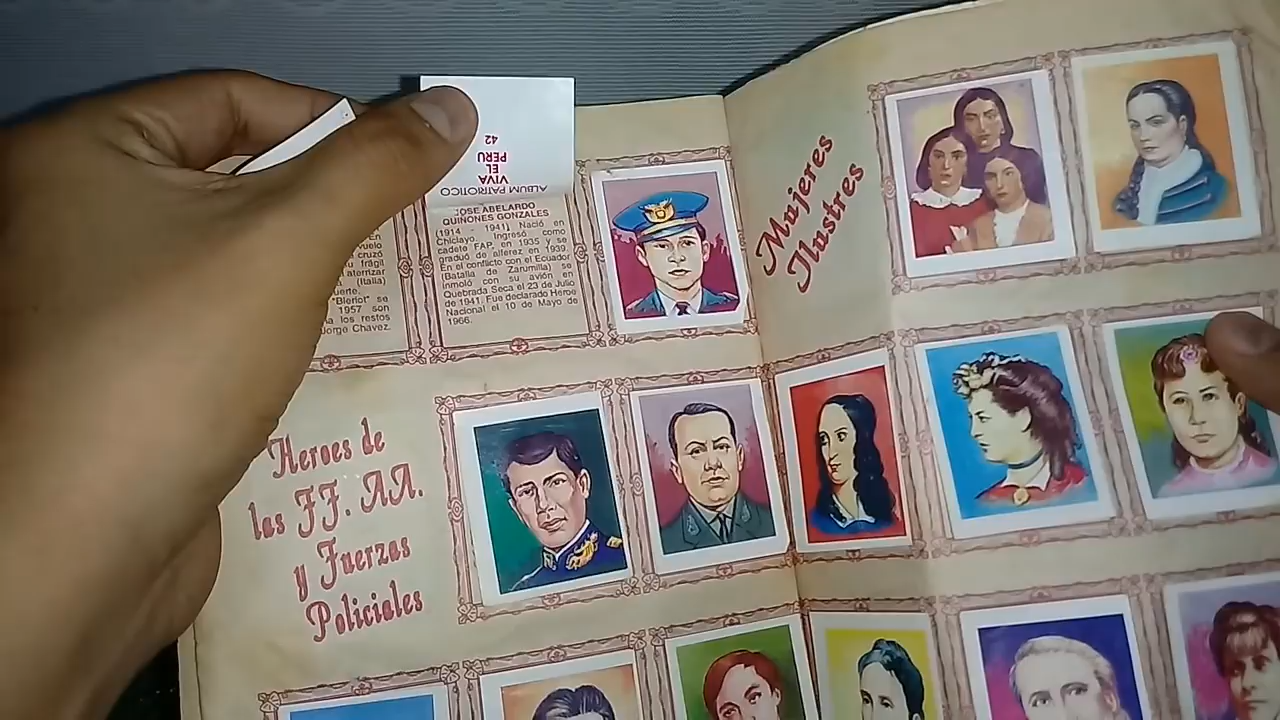 ALBUM PATRIOTICO
VIVA
EL
PERU
42
En
vuelo
cruzó
frágil
aterrizar
(Italia)
"Bleriot" se
1957 son
los restos
Jorge Chávez.
JOSE ABELARDO
QUIÑONES GONZALES
(1914 - 1941) Nació en
Chiclayo. Ingresó como
cadete FAP, en 1935 y se
graduó de alferez en 1939.
En el conflicto con el Ecuador
(Batalla de Zarumilla) se
inmoló con su avión en
Quebrada Seca el 23 de Julio
de 1941. Fue declarado Héroe
Nacional el 10 de Mayo de
1966.
Heroes de
las FF. AA.
y Fuerzas
Policiales
Mujeres
Ilustres